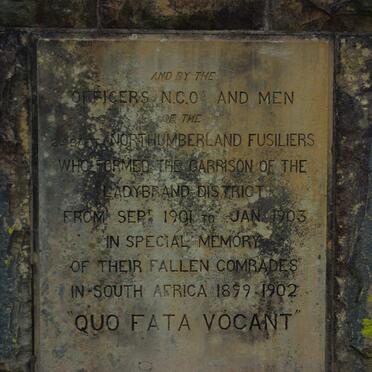 AND BY THE
OFFICERS N.C.Os AND MEN
OF THE
NORTHUMBERLAND FUSILIERS
WHO FORMED THE GARRISON OF THE
LADYBRAND DISTRICT
FROM SEPT 1901 TO JAN. 1903
IN SPECIAL MEMORY
OF THEIR FALLEN COMRADES
IN SOUTH AFRICA 1899-1902
"QUO FATA VOCANT"